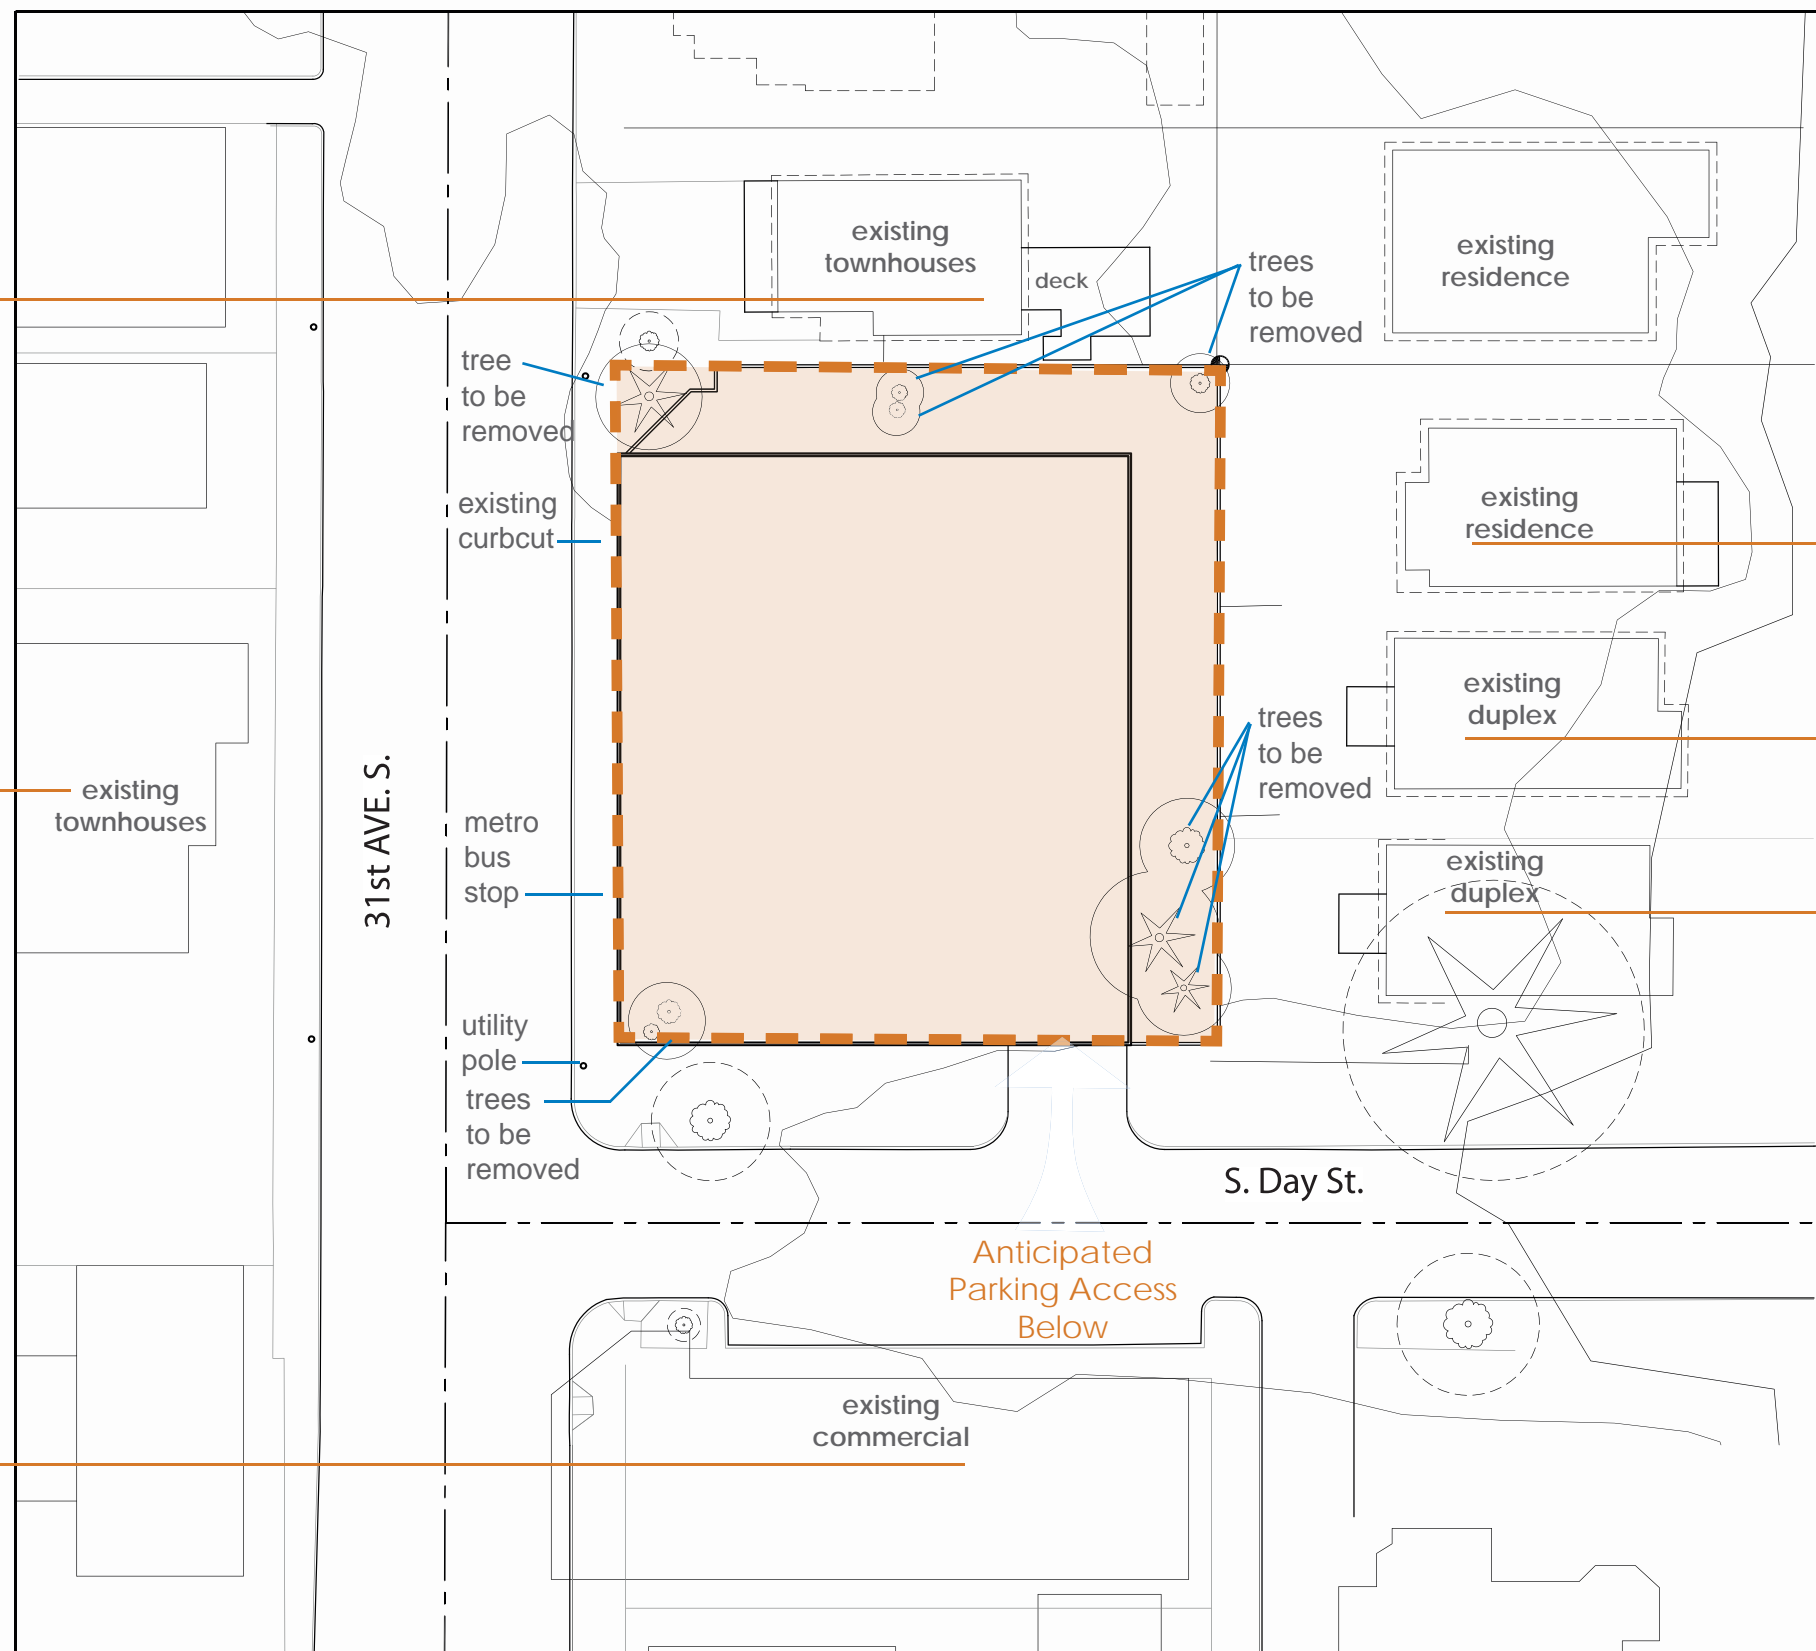 existing
townhouses
deck
trees
to be
removed
existing
residence
tree
to be
removed
existing
curbcut
existing
residence
existing
duplex
trees
to be
removed
existing
townhouses
31st AVE. S.
metro
bus
stop
existing
duplex
utility
pole
trees
to be
removed
S. Day St.
Anticipated
Parking Access
Below
existing
commercial